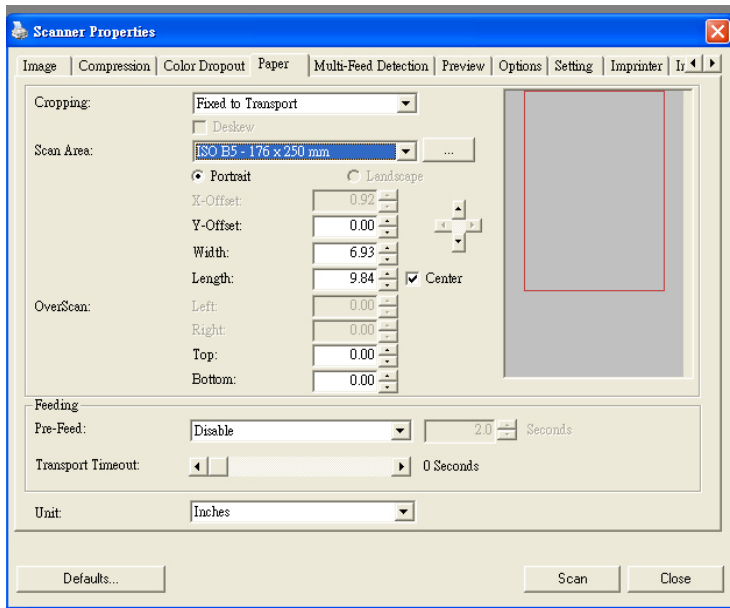 Scanner Properties
Image Compression Color Dropout Paper Multi-Feed Detection Preview Options Setting Imprinter
Cropping: Fixed to Transport
Deskew
Scan Area: ISO B5 - 176 x 250 mm ...
Portrait Landscape
X-Offset: 0.92
Y-Offset: 0.00
Width: 6.93
Length: 9.84 Center
OverScan: Left: 0.00
Right: 0.00
Top: 0.00
Bottom: 0.00
Feeding
Pre-Feed: Disable 2.0 Seconds
Transport Timeout: 0 Seconds
Unit: Inches
Defaults... Scan Close